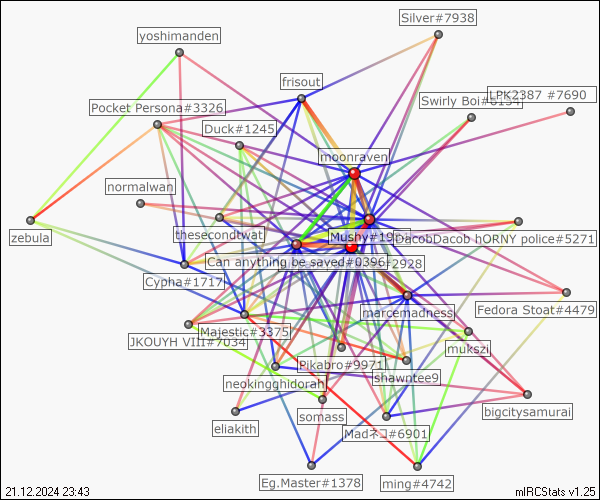 Silver#7938
yoshimanden
frisout
LPK2387 #7690
Swirly Boi#6134
Pocket Persona#3326
Duck#1245
moonraven
normalwan
thesecondtwat
Mushy#19
DacobDacob hORNY police#5271
zebula
Can anything be saved#0396
#2928
Cypha#1717
marcemadness
Fedora Stoat#4479
Majestic#3375
JKOUYH VIII#7034
mukszi
Pikabro#9971
shawntee9
neokingghidorah
somass
bigcitysamurai
eliakith
Madネコ#6901
Eg.Master#1378
ming#4742
21.12.2024 23:43
mIRCStats v1.25